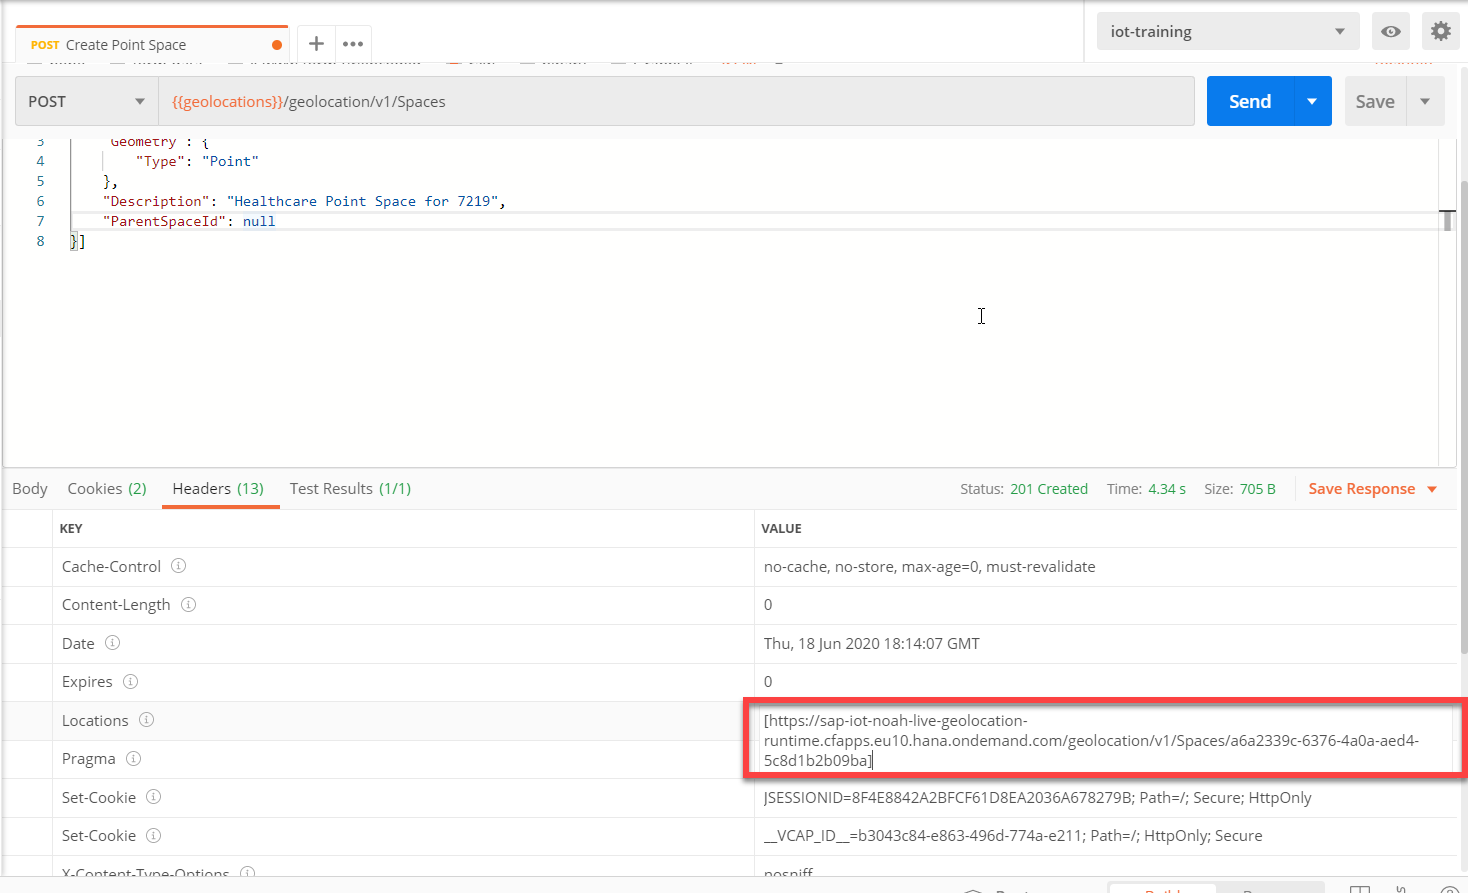 POST Create Point Space
iot-training
POST
{{geolocations}}/geolocation/v1/Spaces
Send
Save
3 Geometry : {
4 "Type": "Point"
5 },
6 "Description": "Healthcare Point Space for 7219",
7 "ParentSpaceId": null
8 }]
Body Cookies (2) Headers (13) Test Results (1/1)
Status: 201 Created Time: 4.34 s Size: 705 B Save Response
KEY VALUE
Cache-Control no-cache, no-store, max-age=0, must-revalidate
Content-Length 0
Date Thu, 18 Jun 2020 18:14:07 GMT
Expires 0
Locations
[https://sap-iot-noah-live-geolocation-
runtime.cfapps.eu10.hana.ondemand.com/geolocation/v1/Spaces/a6a2339c-6376-4a0a-aed4-
5c8d1b2b09ba]
Pragma
Set-Cookie JSESSIONID=8F4E8842A2BFCF61D8EA2036A678279B; Path=/; Secure; HttpOnly
Set-Cookie __VCAP_ID__=b3043c84-e863-496d-774a-e211; Path=/; HttpOnly; Secure
X-Content-Type-Options nosniff